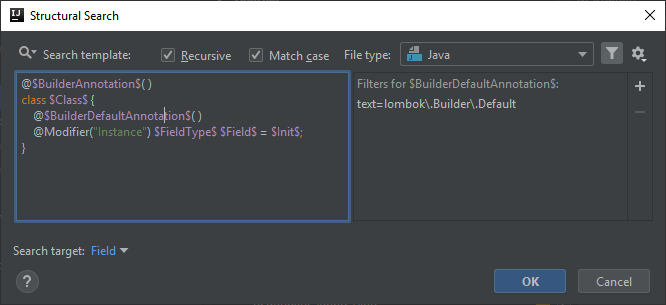 Structural Search
Search template: Recursive Match case File type: Java
@$BuilderAnnotation$( )
class $Class$ {
@$BuilderDefaultAnnotation$( )
@Modifier("Instance") $FieldType$ $Field$ = $Init$;
}
Filters for $BuilderDefaultAnnotation$:
text=lombok\.Builder\.Default
Search target: Field
? OK Cancel